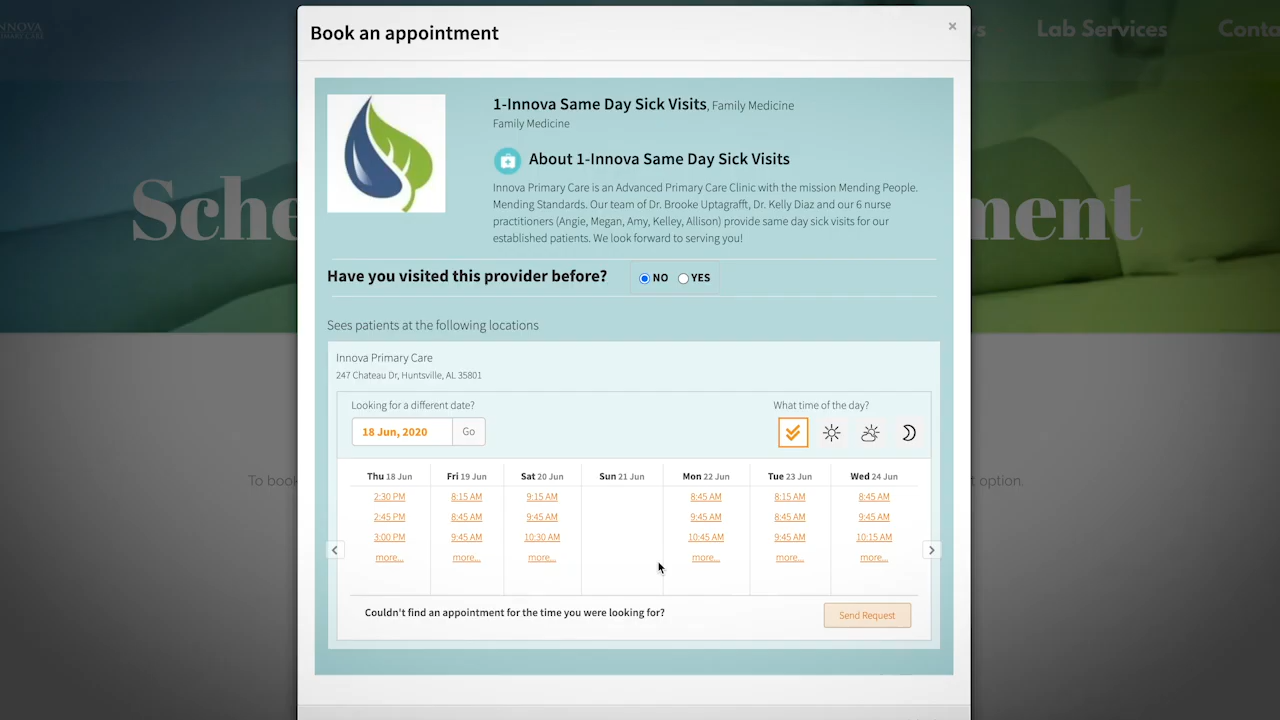 INNOVA
Book an appointment
×
Lab Services
Sche
ment
1-Innova Same Day Sick Visits, Family Medicine
Family Medicine
About 1-Innova Same Day Sick Visits
Innova Primary Care is an Advanced Primary Care Clinic with the mission Mending People.
Mending Standards. Our team of Dr. Brooke Uptagrafft, Dr. Kelly Diaz and our 6 nurse
practitioners (Angie, Megan, Amy, Kelley, Allison) provide same day sick visits for our
established patients. We look forward to serving you!
Have you visited this provider before? NO YES
Sees patients at the following locations
Innova Primary Care
247 Chateau Dr, Huntsville, AL 35801
Looking for a different date? What time of the day?
18 Jun, 2020 Go
Thu 18 Jun Fri 19 Jun Sat 20 Jun Sun 21 Jun Mon 22 Jun Tue 23 Jun Wed 24 Jun
2:30 PM 8:15 AM 9:15 AM 8:45 AM 8:15 AM 8:45 AM
To book t option.
2:45 PM 8:45 AM 9:45 AM 9:45 AM 8:45 AM 9:45 AM
3:00 PM 9:45 AM 10:30 AM 10:45 AM 9:45 AM 10:15 AM
more... more... more... more... more... more...
Couldn't find an appointment for the time you were looking for? Send Request